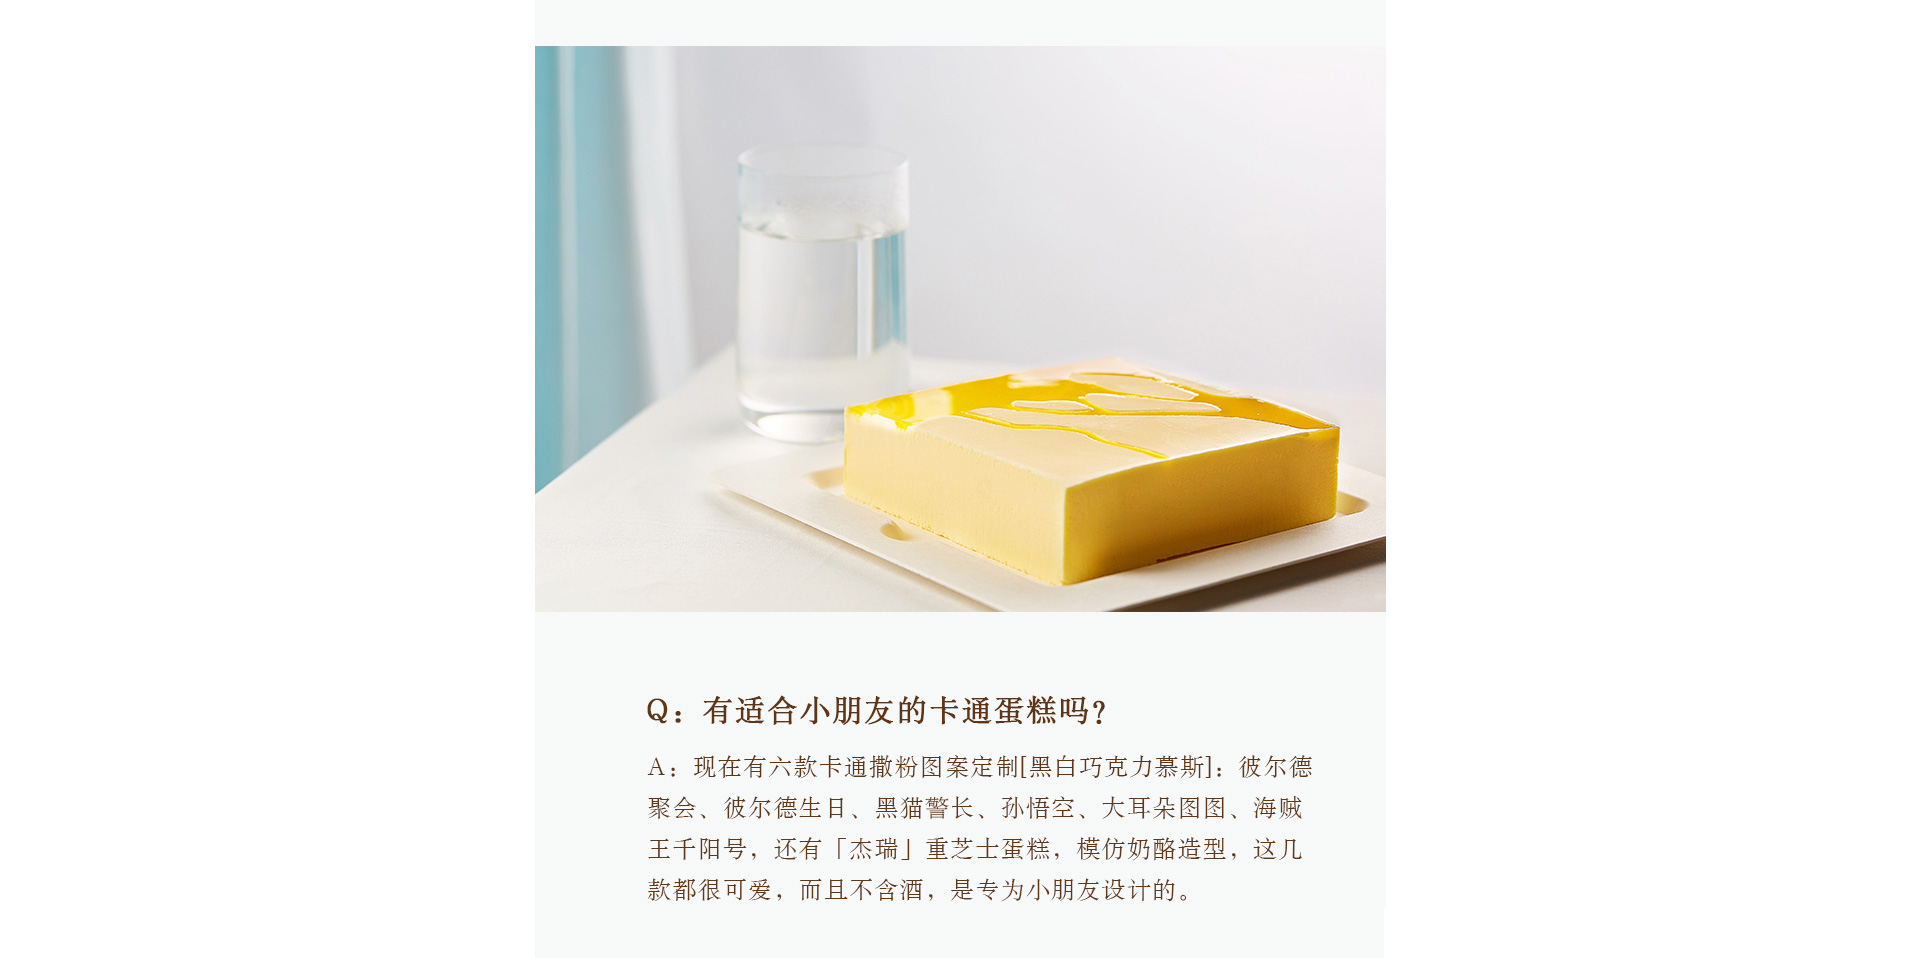 Q：有适合小朋友的卡通蛋糕吗?
A：现在有六款卡通撒粉图案定制[黑白巧克力慕斯]：彼尔德
聚会、彼尔德生日、黑猫警长、孙悟空、大耳朵图图、海贼
王千阳号，还有「杰瑞」重芝士蛋糕，模仿奶酪造型，这几
款都很可爱，而且不含酒，是专为小朋友设计的。